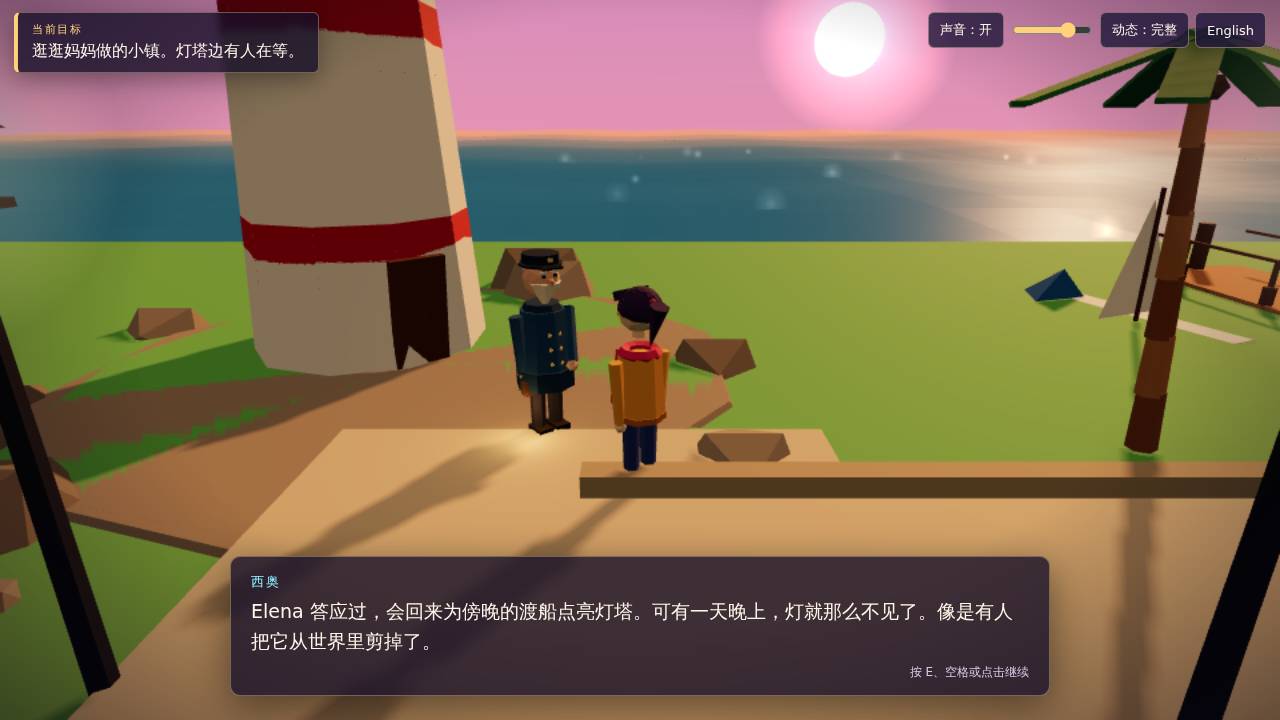 当前目标
逛逛妈妈做的小镇。灯塔边有人在等。
声音：开
动态：完整
English
西奥
Elena 答应过，会回来为傍晚的渡船点亮灯塔。可有一天晚上，灯就那么不见了。像是有人
把它从世界里剪掉了。
按 E、空格或点击继续